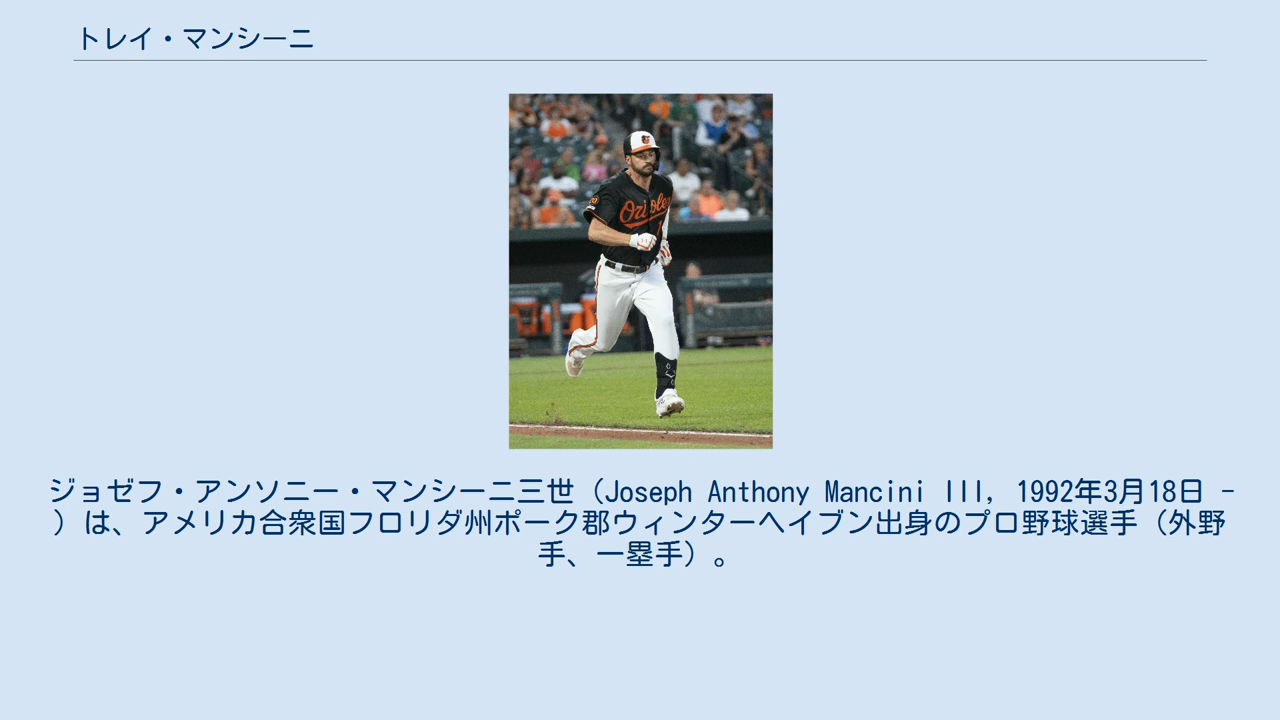 トレイ・マンシーニ
Orioles
ジョゼフ・アンソニー・マンシーニ三世（Joseph Anthony Mancini III, 1992年3月18日 -
）は、アメリカ合衆国フロリダ州ポーク郡ウィンターヘイブン出身のプロ野球選手（外野
手、一塁手）。